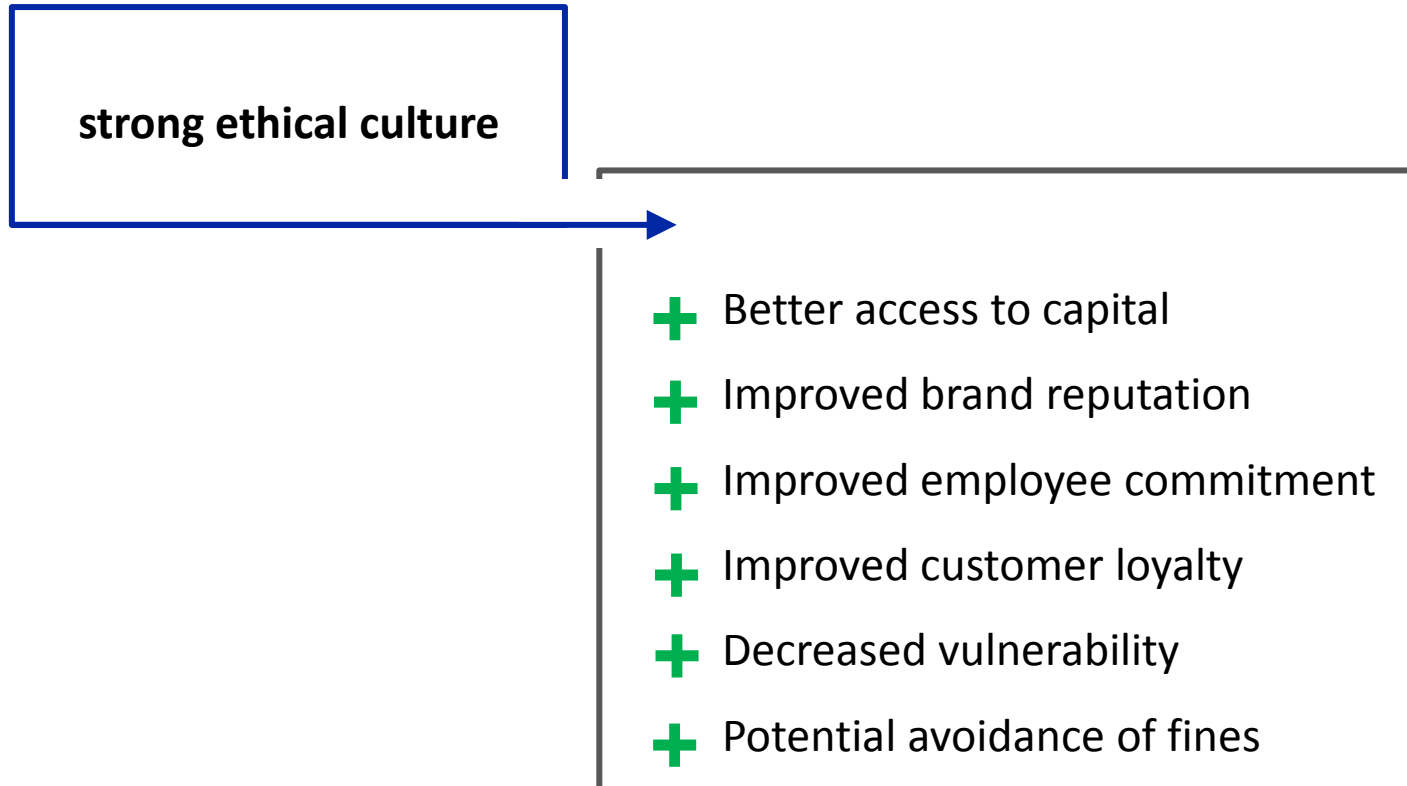 strong ethical culture
Better access to capital
Improved brand reputation
Improved employee commitment
Improved customer loyalty
Decreased vulnerability
Potential avoidance of fines